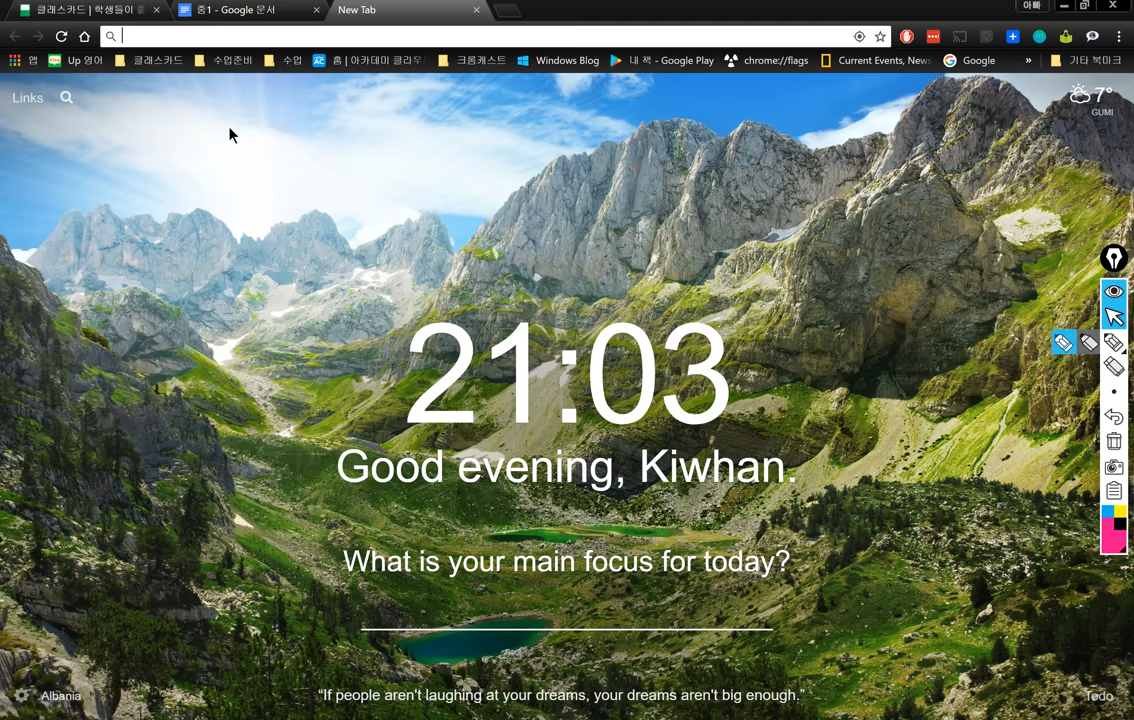 클래스카드 | 학생들이
중1 - Google 문서
New Tab
아빠
앱
Up 영어
클래스카드
수업준비
수업
홈 | 아카데미 클라우
크롬캐스트
Windows Blog
내 책 - Google Play
chrome://flags
Current Events, News
Google
»
기타 북마크
Links
7°
GUMI
21:03
Good evening, Kiwhan.
What is your main focus for today?
Albania
“If people aren't laughing at your dreams, your dreams aren't big enough.”
Todo